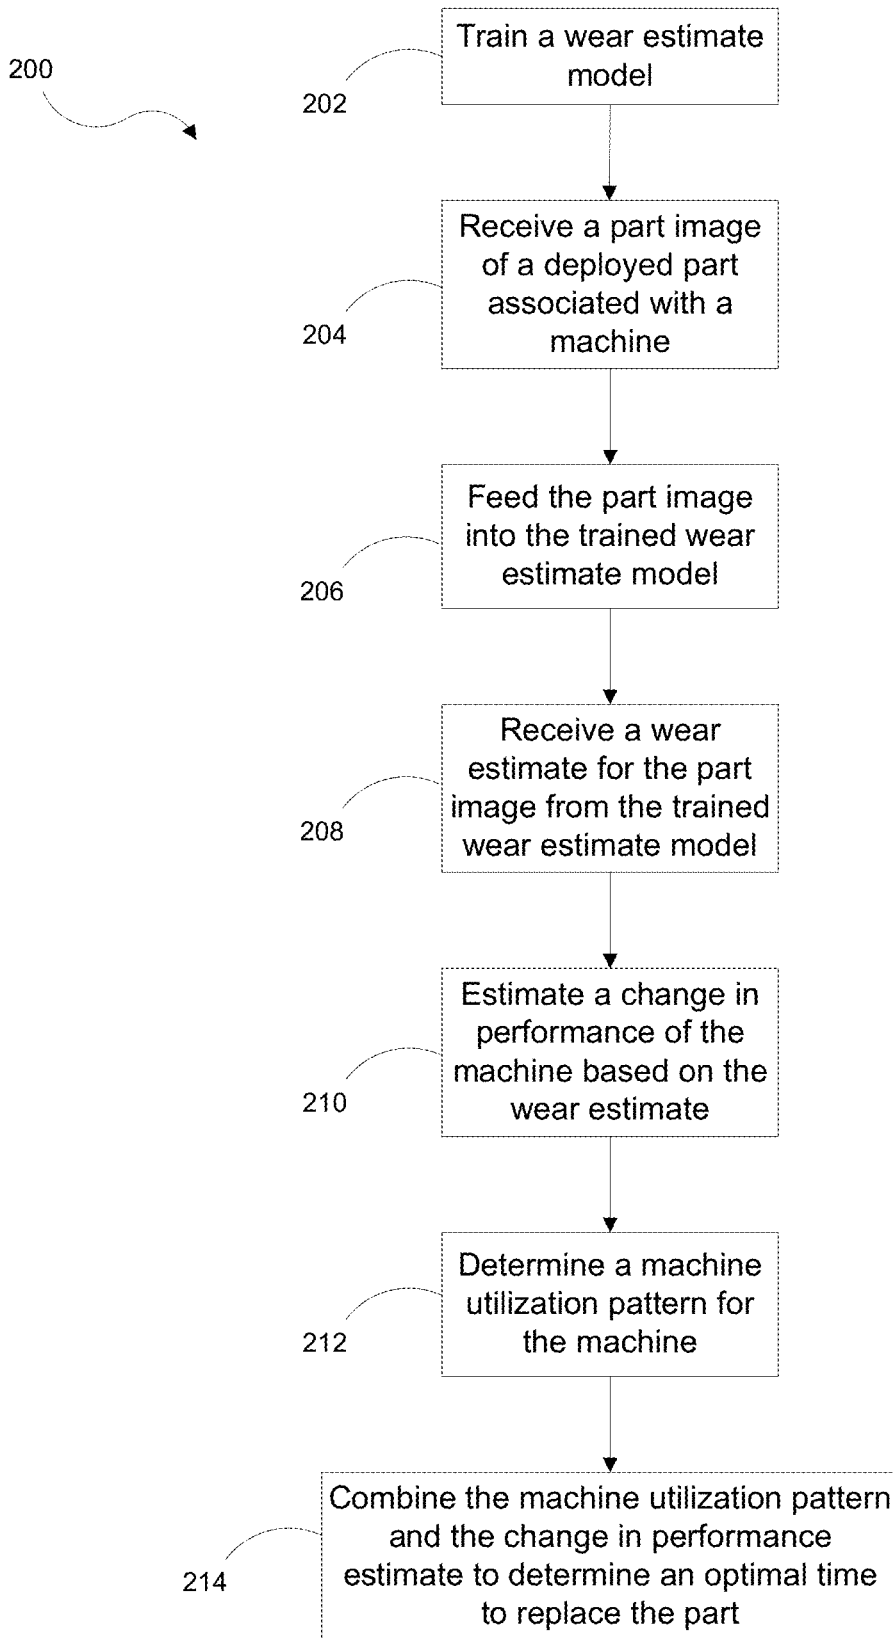 200
Train a wear estimate
model
202
Receive a part image
of a deployed part
associated with a
machine
204
Feed the part image
into the trained wear
estimate model
206
Receive a wear
estimate for the part
image from the trained
wear estimate model
208
Estimate a change in
performance of the
machine based on the
wear estimate
210
Determine a machine
utilization pattern for
the machine
212
Combine the machine utilization pattern
and the change in performance
estimate to determine an optimal time
to replace the part
214